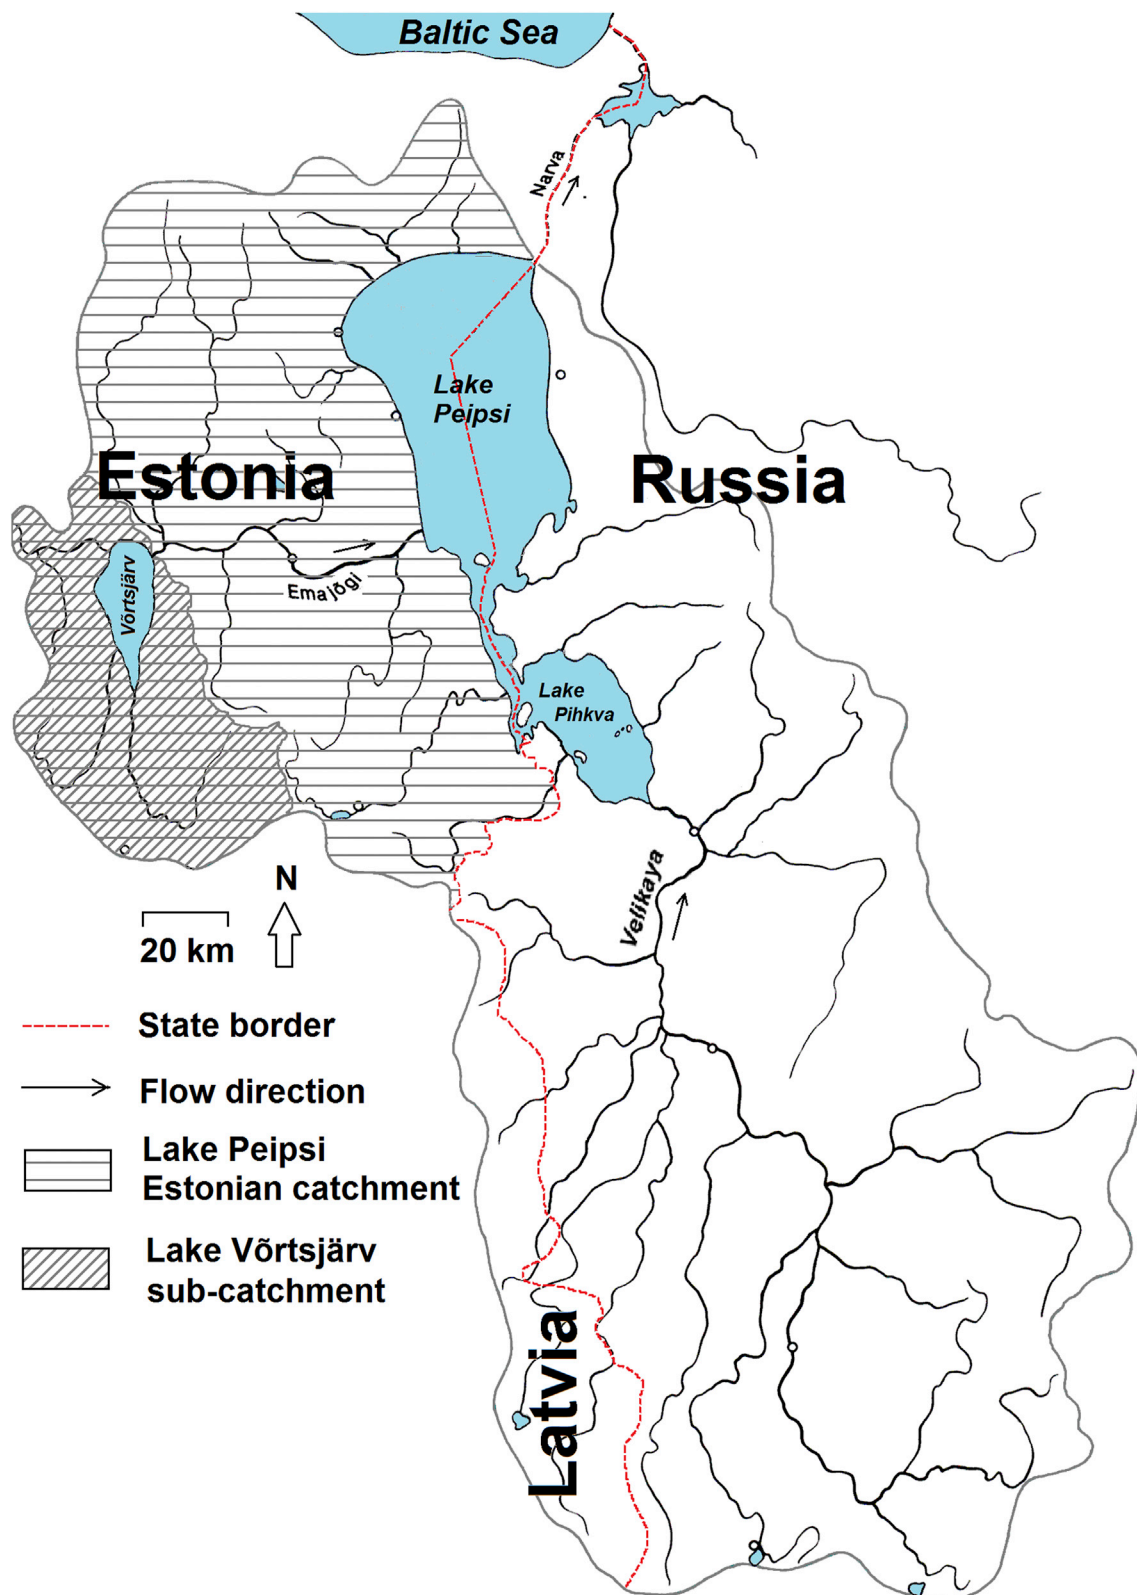 Baltic Sea
Narva
Lake
Peipsi
Estonia
Russia
Võrtsjärv
Emajõgi
Lake
Pihkva
Velikaya
N
20 km
State border
Flow direction
Lake Peipsi
Estonian catchment
Lake Võrtsjärv
sub-catchment
Latvia